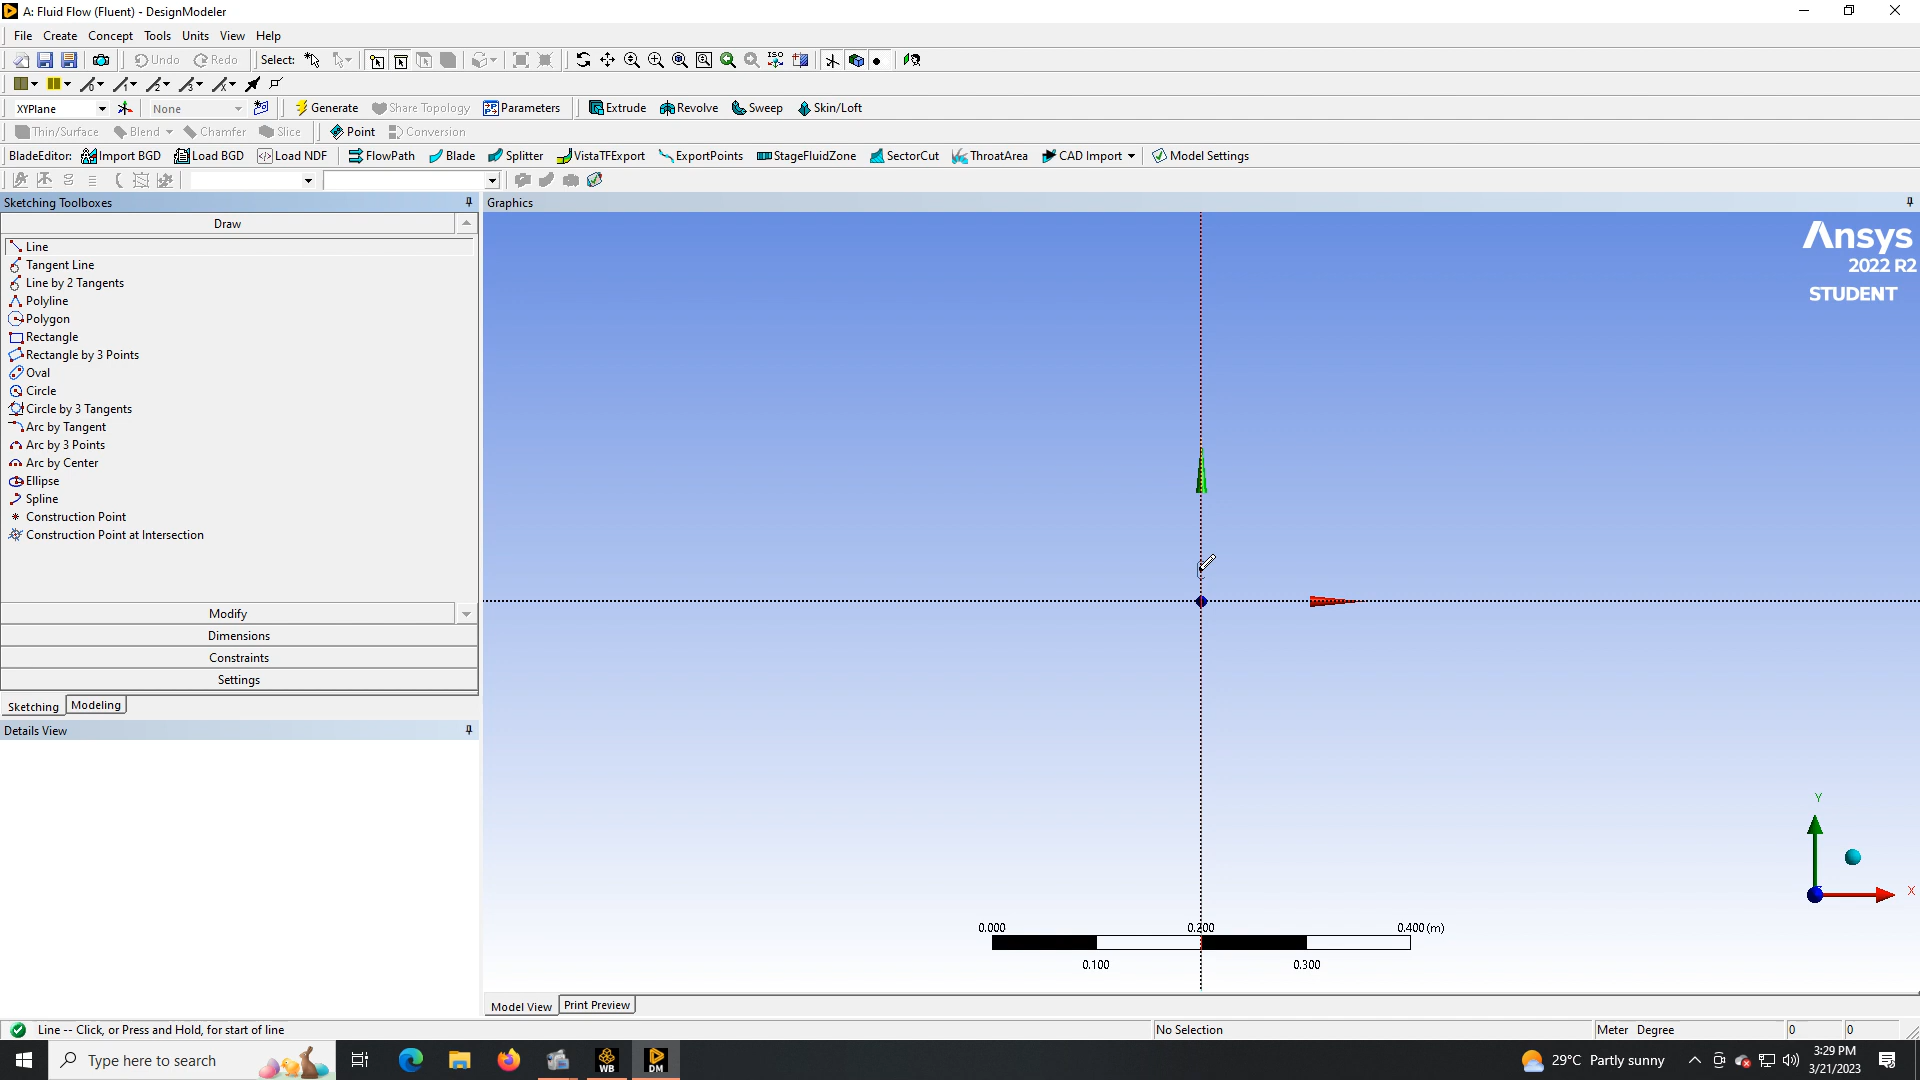 A: Fluid Flow (Fluent) - DesignModeler
File Create Concept Tools Units View Help
Undo Redo Select:
XYPlane None Generate Share Topology Parameters Extrude Revolve Sweep Skin/Loft
Thin/Surface Blend Chamfer Slice Point Conversion
BladeEditor: Import BGD Load BGD Load NDF FlowPath Blade Splitter VistaTFExport ExportPoints StageFluidZone SectorCut ThroatArea CAD Import Model Settings
Sketching Toolboxes
Draw
Line
Tangent Line
Line by 2 Tangents
Polyline
Polygon
Rectangle
Rectangle by 3 Points
Oval
Circle
Circle by 3 Tangents
Arc by Tangent
Arc by 3 Points
Arc by Center
Ellipse
Spline
Construction Point
Construction Point at Intersection
Modify
Dimensions
Constraints
Settings
Sketching Modeling
Details View
Graphics
Ansys
2022 R2
STUDENT
C
Y
X
0.000 0.200 0.400 (m)
0.100 0.300
Model View Print Preview
Line -- Click, or Press and Hold, for start of line No Selection Meter Degree 0 0
Type here to search WB DM 29°C Partly sunny 3:29 PM
3/21/2023